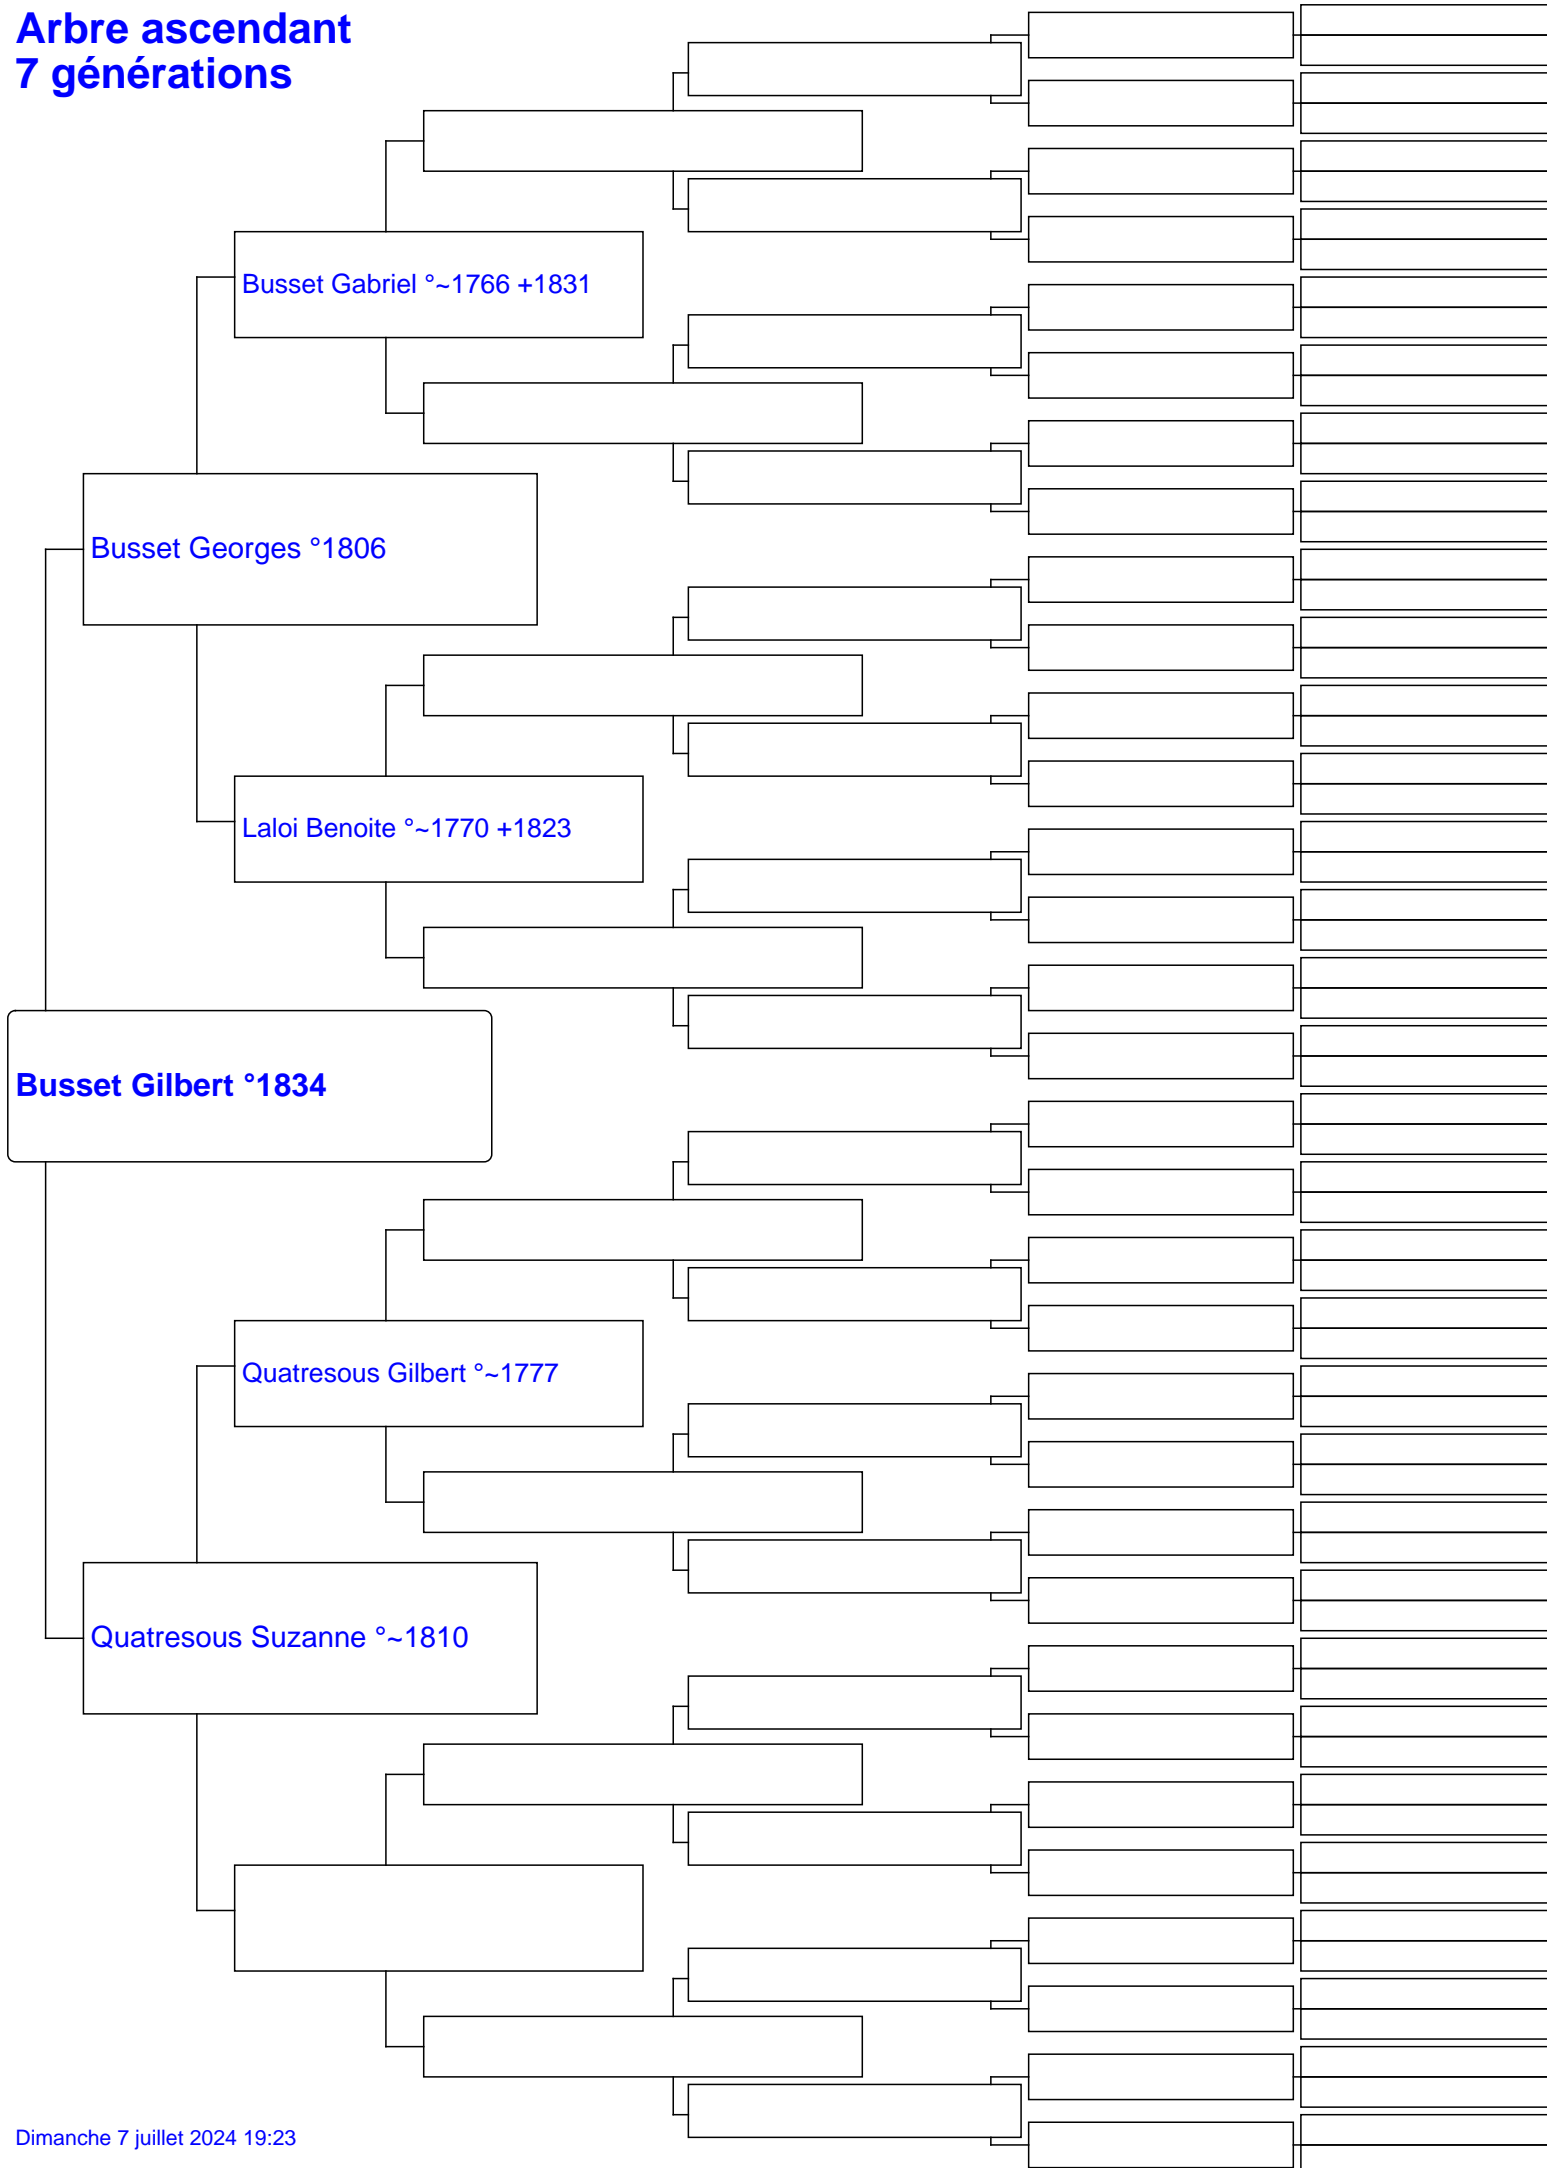 Arbre ascendant
7 générations
Busset Gabriel °~1766 +1831
Busset Georges °1806
Laloi Benoite °~1770 +1823
Busset Gilbert °1834
Quatresous Gilbert °~1777
Quatresous Suzanne °~1810
Dimanche 7 juillet 2024 19:23